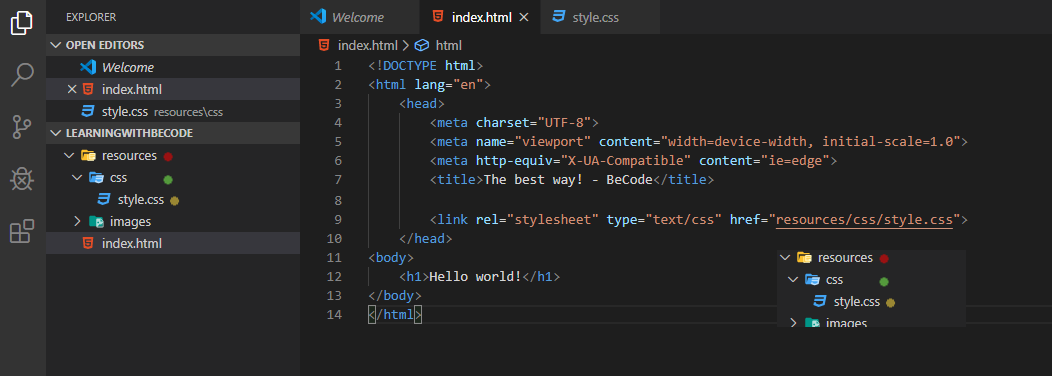 EXPLORER
OPEN EDITORS
Welcome
index.html
style.css resources\css
LEARNINGWITHBECODE
resources
css
style.css
images
index.html
Welcome
index.html
style.css
index.html > html
1 <!DOCTYPE html>
2 <html lang="en">
3 <head>
4 <meta charset="UTF-8">
5 <meta name="viewport" content="width=device-width, initial-scale=1.0">
6 <meta http-equiv="X-UA-Compatible" content="ie=edge">
7 <title>The best way! - BeCode</title>
8
9 <link rel="stylesheet" type="text/css" href="resources/css/style.css">
10 </head>
11 <body>
12 <h1>Hello world!</h1>
13 </body>
14 </html>
resources
css
style.css
images